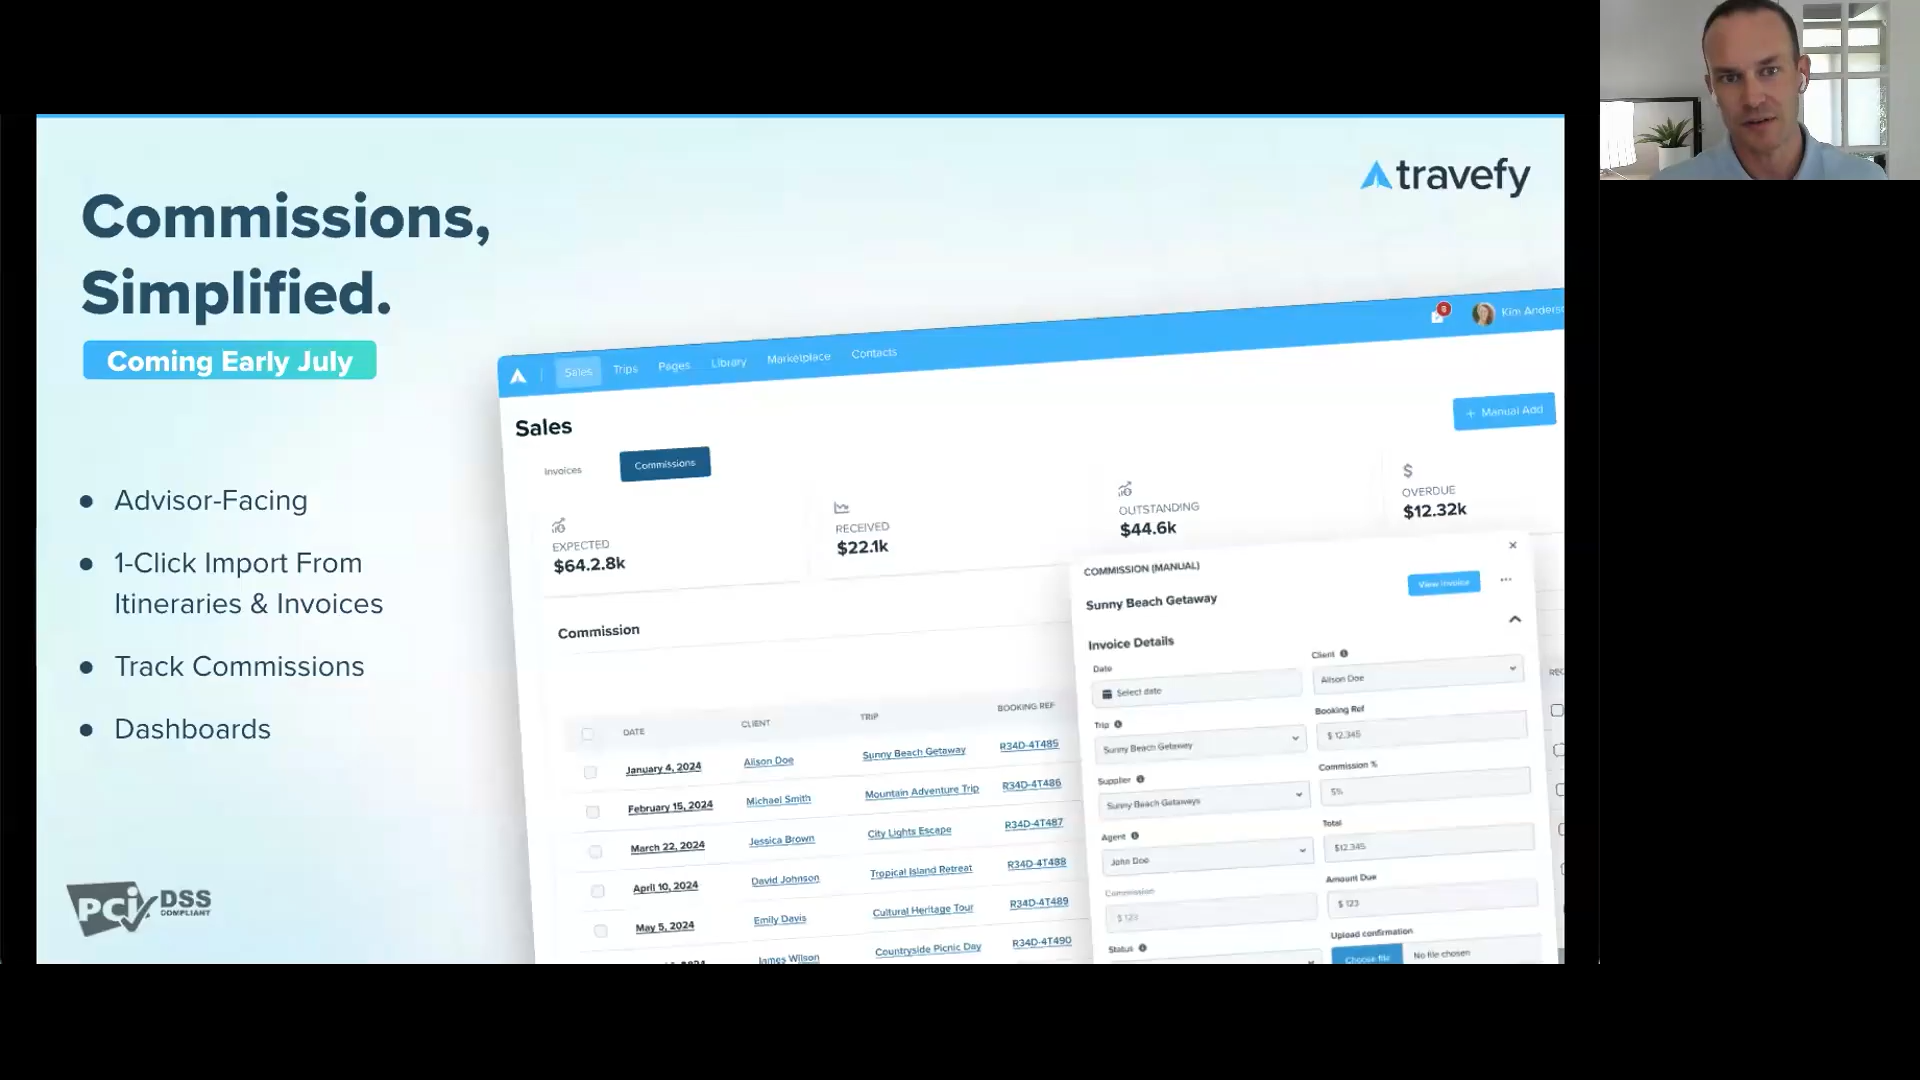 travefy
Commissions,
Simplified.
Coming Early July
Advisor-Facing
1-Click Import From
Itineraries & Invoices
Track Commissions
Dashboards
PCI DSS
COMPLIANT
8
Kim Anders
Sales Trips Pages Library Marketplace Contacts
Sales
+ Manual Add
Invoices Commissions
EXPECTED
$64.2.8k
RECEIVED
$22.1k
OUTSTANDING
$44.6k
$
OVERDUE
$12.32k
Commission
DATE CLIENT TRIP BOOKING REF
January 4, 2024 Alison Doe Sunny Beach Getaway R34D-4T485
February 15, 2024 Michael Smith Mountain Adventure Trip R34D-4T486
March 22, 2024 Jessica Brown City Lights Escape R34D-4T487
April 10, 2024 David Johnson Tropical Island Retreat R34D-4T488
May 5, 2024 Emily Davis Cultural Heritage Tour R34D-4T489
James Wilson Countryside Picnic Day R34D-4T490
COMMISSION (MANUAL)
Sunny Beach Getaway
View Invoice
Invoice Details
Date
Select date
Client
Alison Doe
Trip
Sunny Beach Getaway
Booking Ref
$ 12.345
Supplier
Sunny Beach Getaways
Commission %
5%
Agent
John Doe
Total
$12.345
Commission
$ 123
Amount Due
$ 123
Status
Upload confirmation
Choose file No file chosen
REC